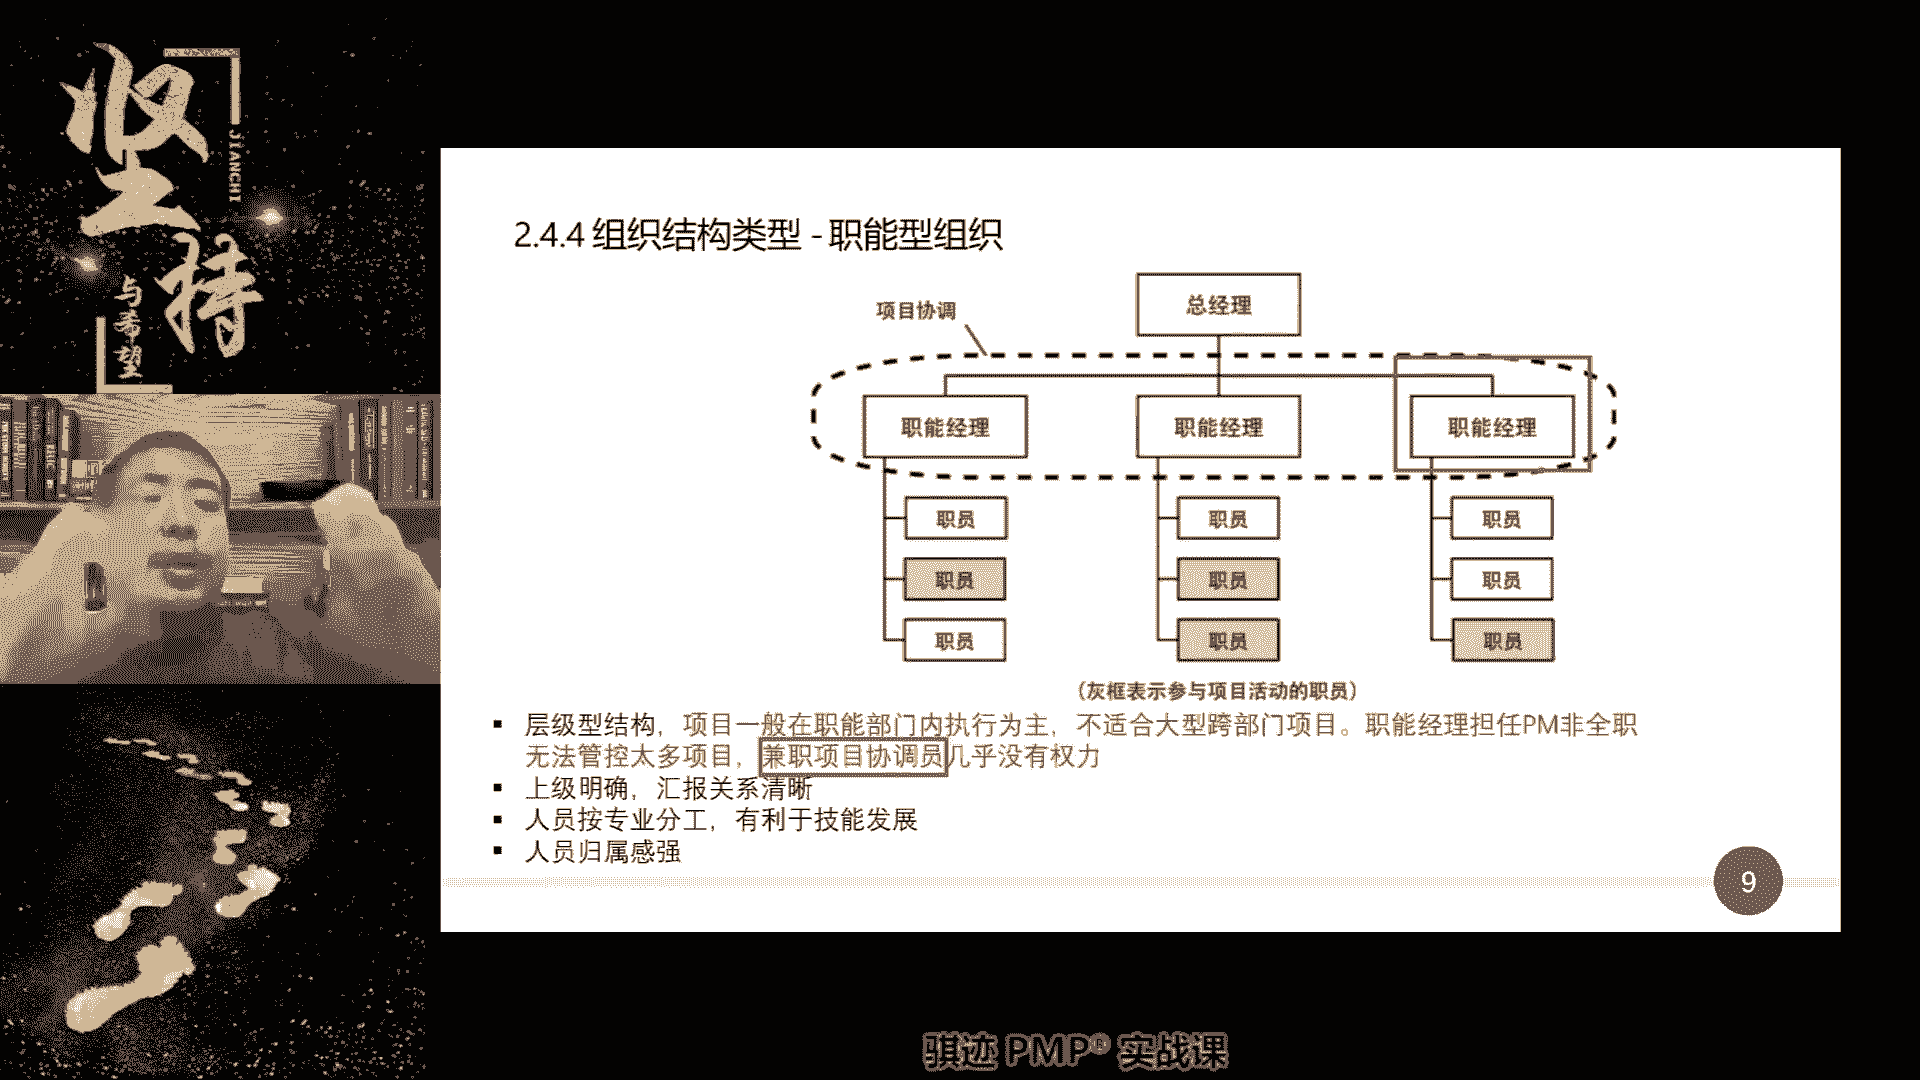 坚持
JIANCHI
与希望
2.4.4 组织结构类型 - 职能型组织
项目协调
总经理
职能经理 职能经理 职能经理
职员 职员 职员
职员 职员 职员
职员 职员 职员
（灰框表示参与项目活动的职员）
▪ 层级型结构，项目一般在职能部门内执行为主，不适合大型跨部门项目。职能经理担任PM非全职
无法管控太多项目，兼职项目协调员几乎没有权力
▪ 上级明确，汇报关系清晰
▪ 人员按专业分工，有利于技能发展
▪ 人员归属感强
9
骐迹 PMP® 实战课